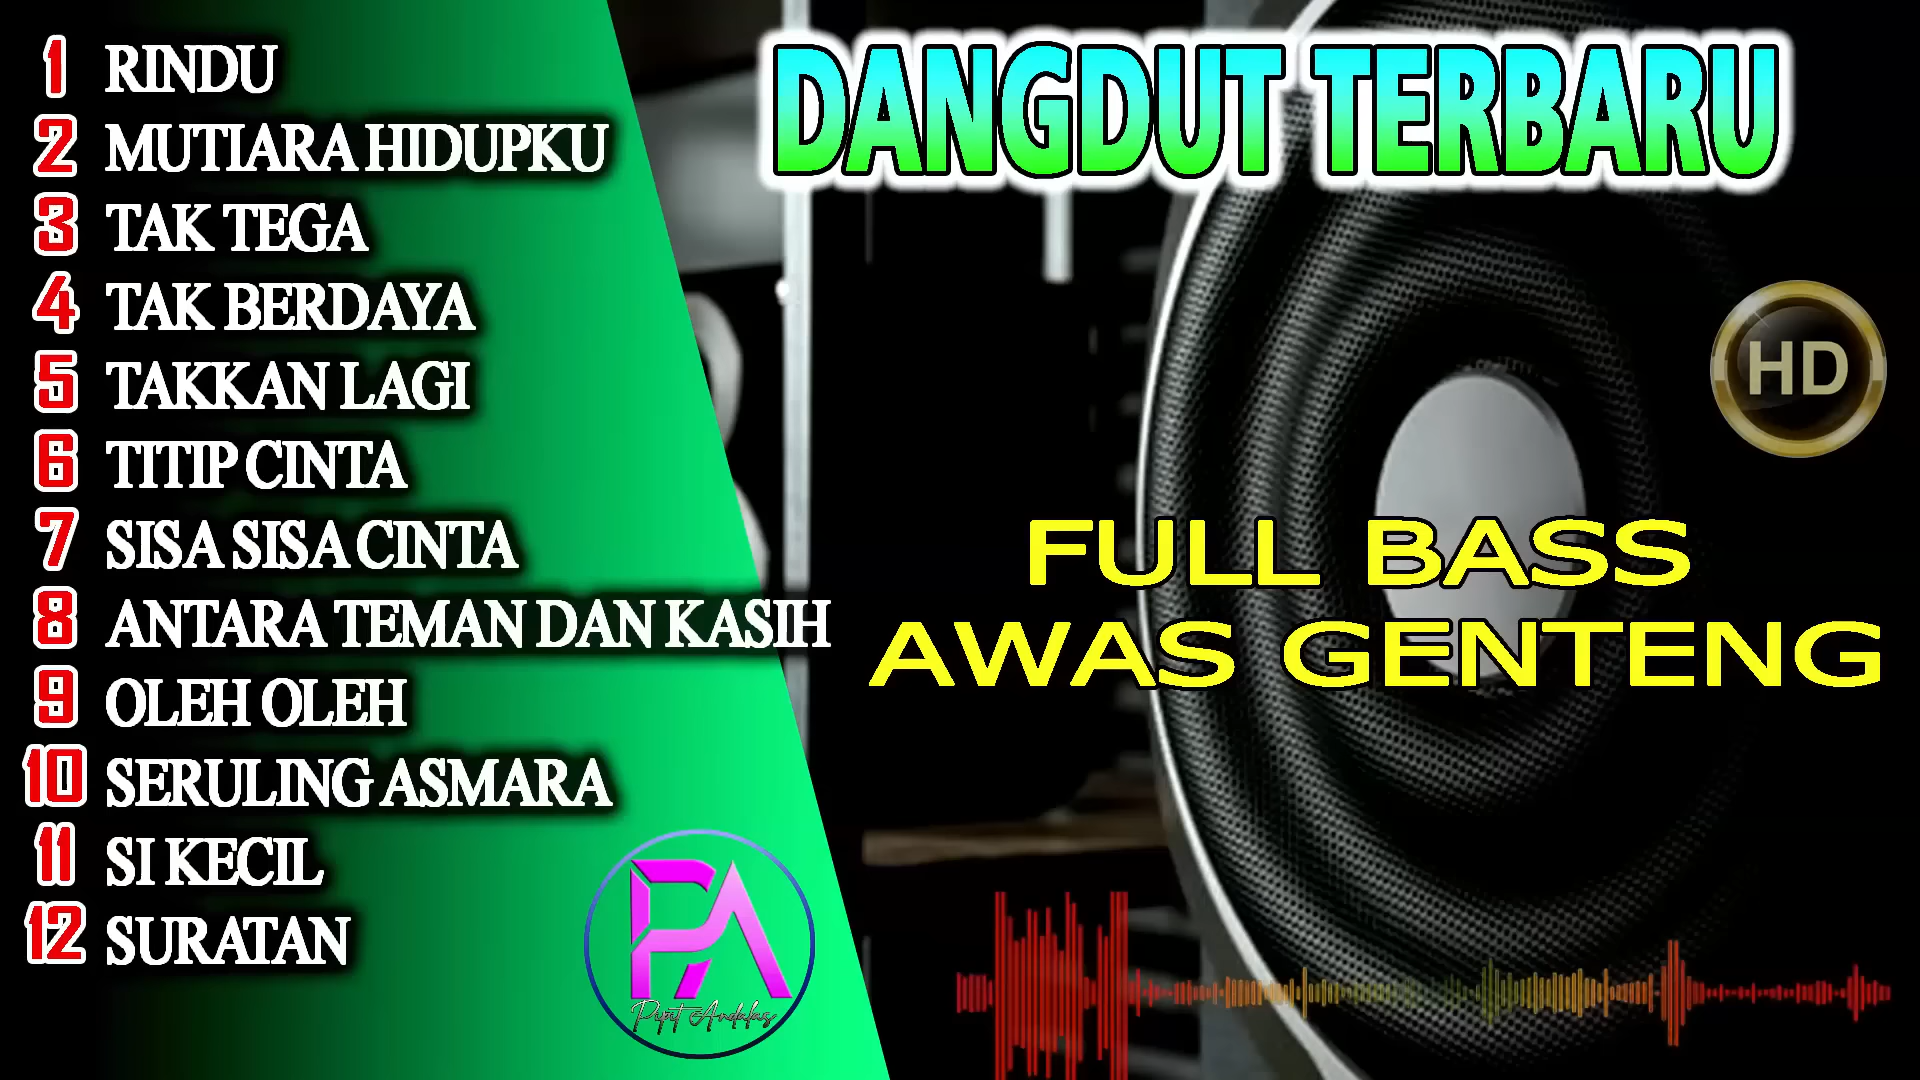 1 RINDU
2 MUTIARA HIDUPKU
3 TAK TEGA
4 TAK BERDAYA
5 TAKKAN LAGI
6 TITIP CINTA
7 SISA SISA CINTA
8 ANTARA TEMAN DAN KASIH
9 OLEH OLEH
10 SERULING ASMARA
11 SI KECIL
12 SURATAN
PA
Pipit Andalas
DANGDUT TERBARU
HD
FULL BASS
AWAS GENTENG